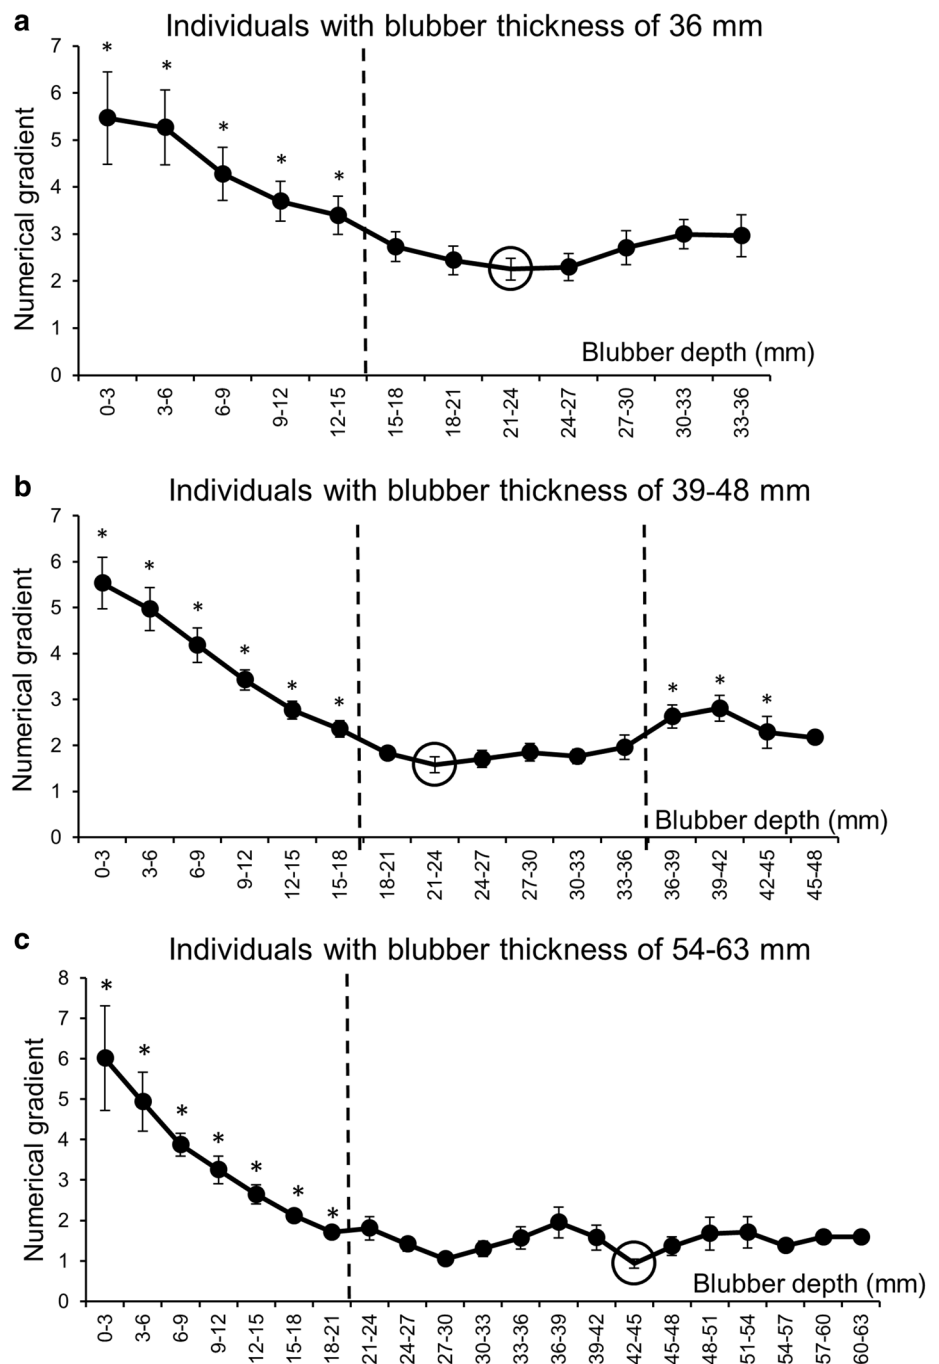 a
Individuals with blubber thickness of 36 mm
Numerical gradient
7
6
5
4
3
2
1
0
* * * * *
Blubber depth (mm)
0-3 3-6 6-9 9-12 12-15 15-18 18-21 21-24 24-27 27-30 30-33 33-36
b
Individuals with blubber thickness of 39-48 mm
Numerical gradient
7
6
5
4
3
2
1
0
* * * * * * * * *
Blubber depth (mm)
0-3 3-6 6-9 9-12 12-15 15-18 18-21 21-24 24-27 27-30 30-33 33-36 36-39 39-42 42-45 45-48
c
Individuals with blubber thickness of 54-63 mm
Numerical gradient
8
7
6
5
4
3
2
1
0
* * * * * * *
Blubber depth (mm)
0-3 3-6 6-9 9-12 12-15 15-18 18-21 21-24 24-27 27-30 30-33 33-36 36-39 39-42 42-45 45-48 48-51 51-54 54-57 57-60 60-63